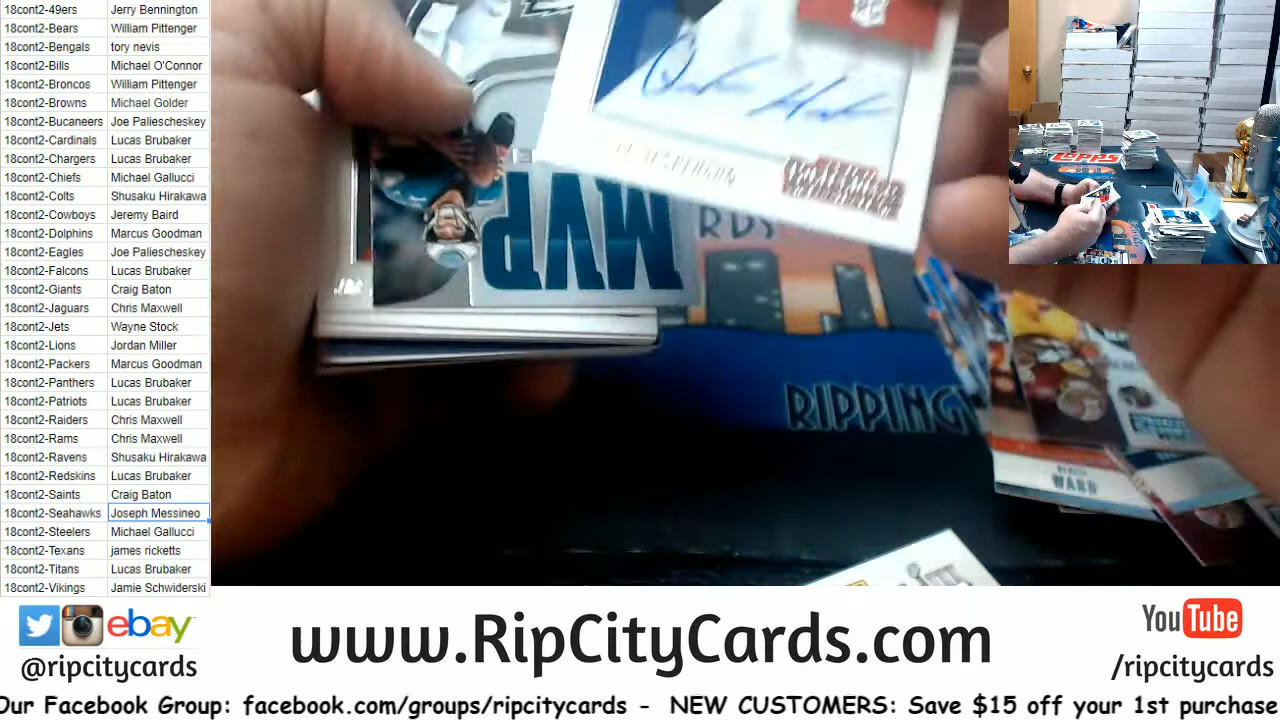 18cont2-49ers Jerry Bennington
18cont2-Bears William Pittenger
18cont2-Bengals tory nevis
18cont2-Bills Michael O'Connor
18cont2-Broncos William Pittenger
18cont2-Browns Michael Golder
18cont2-Bucaneers Joe Paliescheskey
18cont2-Cardinals Lucas Brubaker
18cont2-Chargers Lucas Brubaker
18cont2-Chiefs Michael Gallucci
18cont2-Colts Shusaku Hirakawa
18cont2-Cowboys Jeremy Baird
18cont2-Dolphins Marcus Goodman
18cont2-Eagles Joe Paliescheskey
18cont2-Falcons Lucas Brubaker
18cont2-Giants Craig Baton
18cont2-Jaguars Chris Maxwell
18cont2-Jets Wayne Stock
18cont2-Lions Jordan Miller
18cont2-Packers Marcus Goodman
18cont2-Panthers Lucas Brubaker
18cont2-Patriots Lucas Brubaker
18cont2-Raiders Chris Maxwell
18cont2-Rams Chris Maxwell
18cont2-Ravens Shusaku Hirakawa
18cont2-Redskins Lucas Brubaker
18cont2-Saints Craig Baton
18cont2-Seahawks Joseph Messineo
18cont2-Steelers Michael Gallucci
18cont2-Texans james ricketts
18cont2-Titans Lucas Brubaker
18cont2-Vikings Jamie Schwiderski
RC
MVP
RDS
RIPPING
WARD
TOPPS
ebay
@ripcitycards
www.RipCityCards.com
YouTube
/ripcitycards
Our Facebook Group: facebook.com/groups/ripcitycards - NEW CUSTOMERS: Save $15 off your 1st purchase